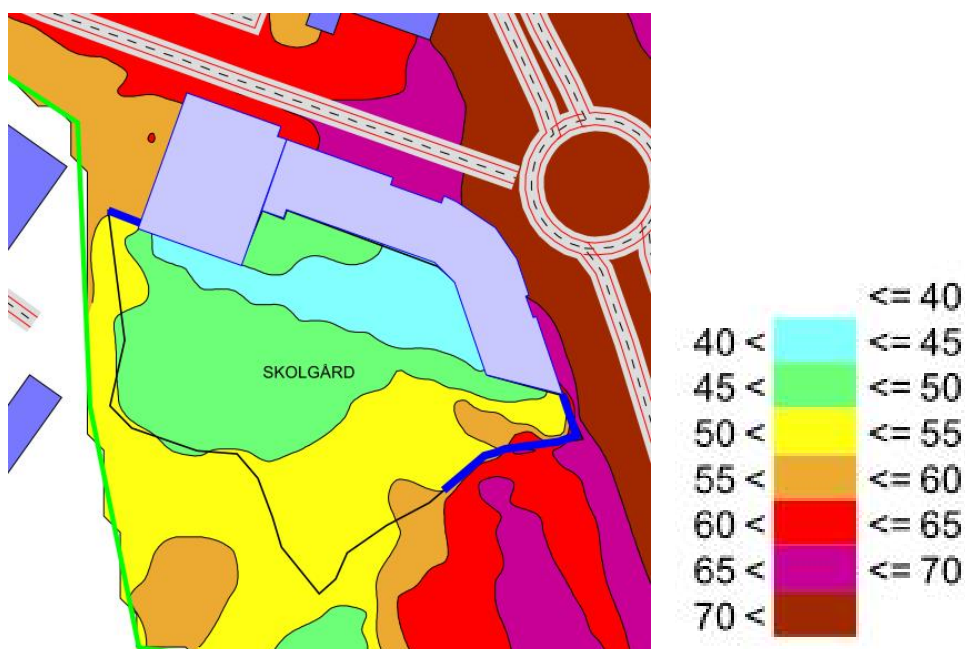 SKOLGÅRD
<= 40
40 < <= 45
45 < <= 50
50 < <= 55
55 < <= 60
60 < <= 65
65 < <= 70
70 <